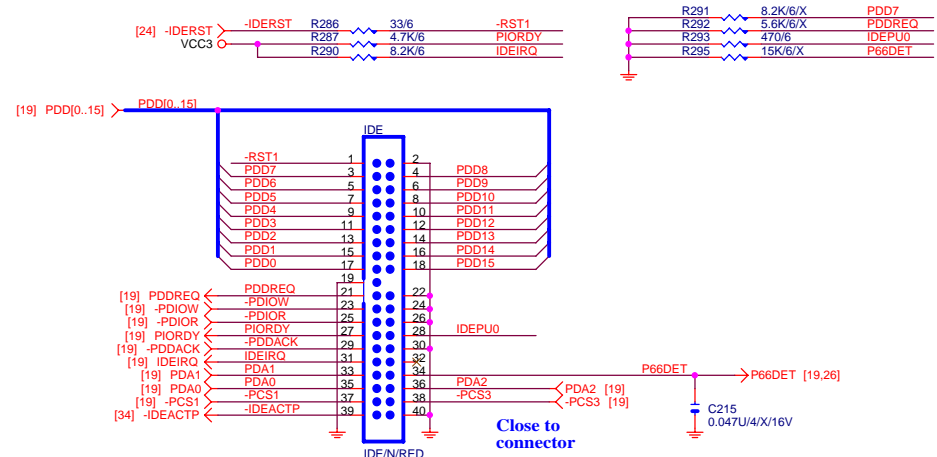 [24] -IDERST -IDERST R286 33/6 -RST1
VCC3 R287 4.7K/6 PIORDY
R290 8.2K/6 IDEIRQ
R291 8.2K/6/X PDD7
R292 5.6K/6/X PDDREQ
R293 470/6 IDEPU0
R295 15K/6/X P66DET
[19] PDD[0..15] PDD[0..15]
IDE
-RST1 1 2
PDD7 3 4 PDD8
PDD6 5 6 PDD9
PDD5 7 8 PDD10
PDD4 9 10 PDD11
PDD3 11 12 PDD12
PDD2 13 14 PDD13
PDD1 15 16 PDD14
PDD0 17 18 PDD15
19
[19] PDDREQ PDDREQ 21 22
[19] -PDIOW -PDIOW 23 24
[19] -PDIOR -PDIOR 25 26
[19] PIORDY PIORDY 27 28 IDEPU0
[19] -PDDACK -PDDACK 29 30
[19] IDEIRQ IDEIRQ 31 32
[19] PDA1 PDA1 33 34 P66DET P66DET [19,26]
[19] PDA0 PDA0 35 36 PDA2 PDA2 [19]
[19] -PCS1 -PCS1 37 38 -PCS3 -PCS3 [19]
[34] -IDEACTP -IDEACTP 39 40
C215
0.047U/4/X/16V
Close to
connector
IDE/N/RED